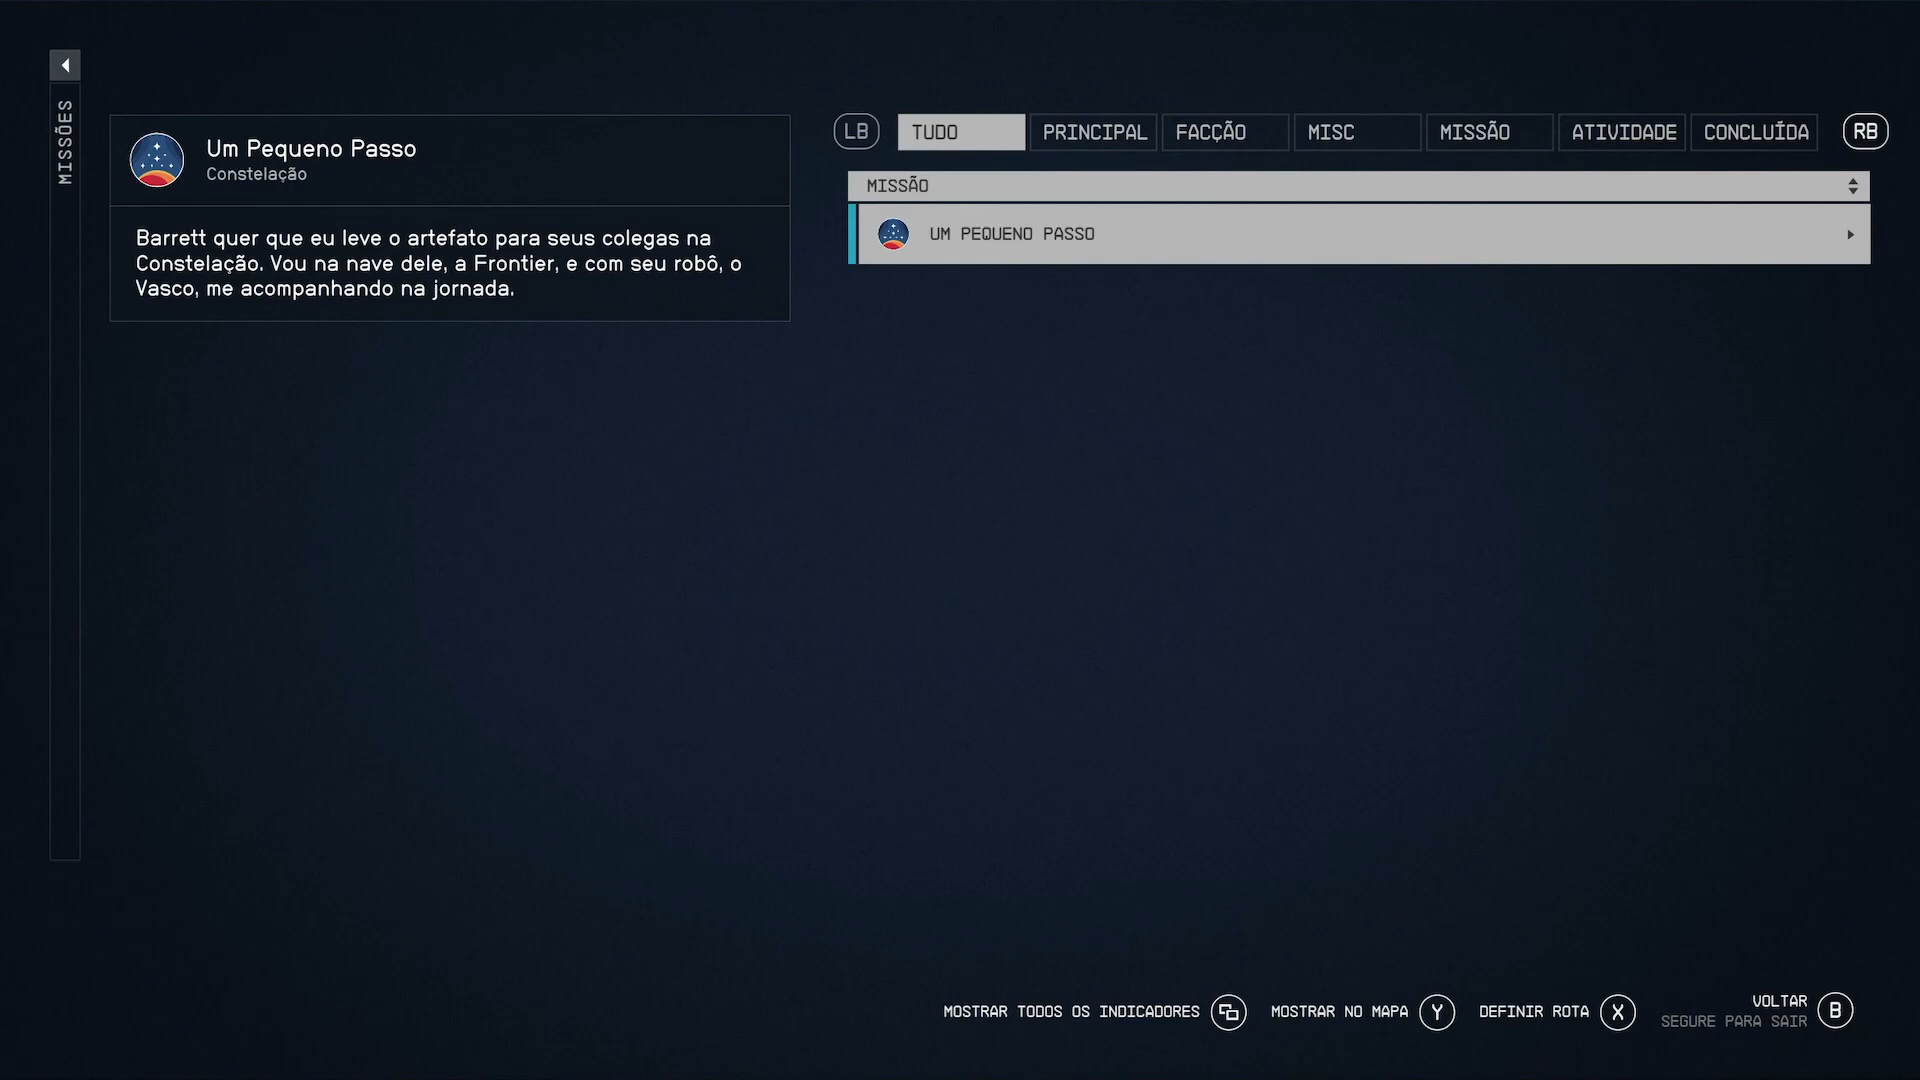 MISSÕES
Um Pequeno Passo
Constelação
Barrett quer que eu leve o artefato para seus colegas na
Constelação. Vou na nave dele, a Frontier, e com seu robô, o
Vasco, me acompanhando na jornada.
LB TUDO PRINCIPAL FACÇÃO MISC MISSÃO ATIVIDADE CONCLUÍDA RB
MISSÃO
UM PEQUENO PASSO
MOSTRAR TODOS OS INDICADORES MOSTRAR NO MAPA Y DEFINIR ROTA X VOLTAR B
SEGURE PARA SAIR